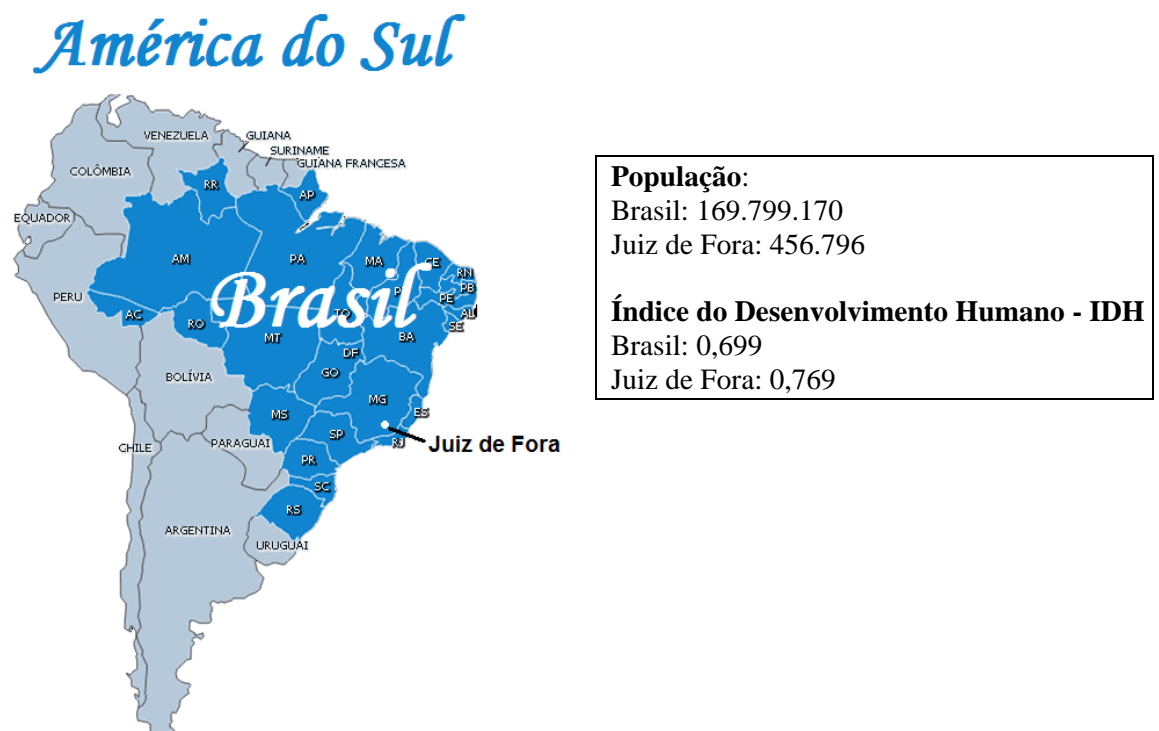 América do Sul
VENEZUELA
GUIANA
SURINAME
GUIANA FRANCESA
COLÔMBIA
RR
AP
EQUADOR
AM
PA
MA
CE
RN
PB
PE
AL
SE
PERU
AC
RO
Brasil
TO
MT
BA
DF
GO
BOLÍVIA
MG
ES
MS
SP
RJ
Juiz de Fora
CHILE
PARAGUAI
PR
SC
RS
ARGENTINA
URUGUAI
População:
Brasil: 169.799.170
Juiz de Fora: 456.796
Índice do Desenvolvimento Humano - IDH
Brasil: 0,699
Juiz de Fora: 0,769